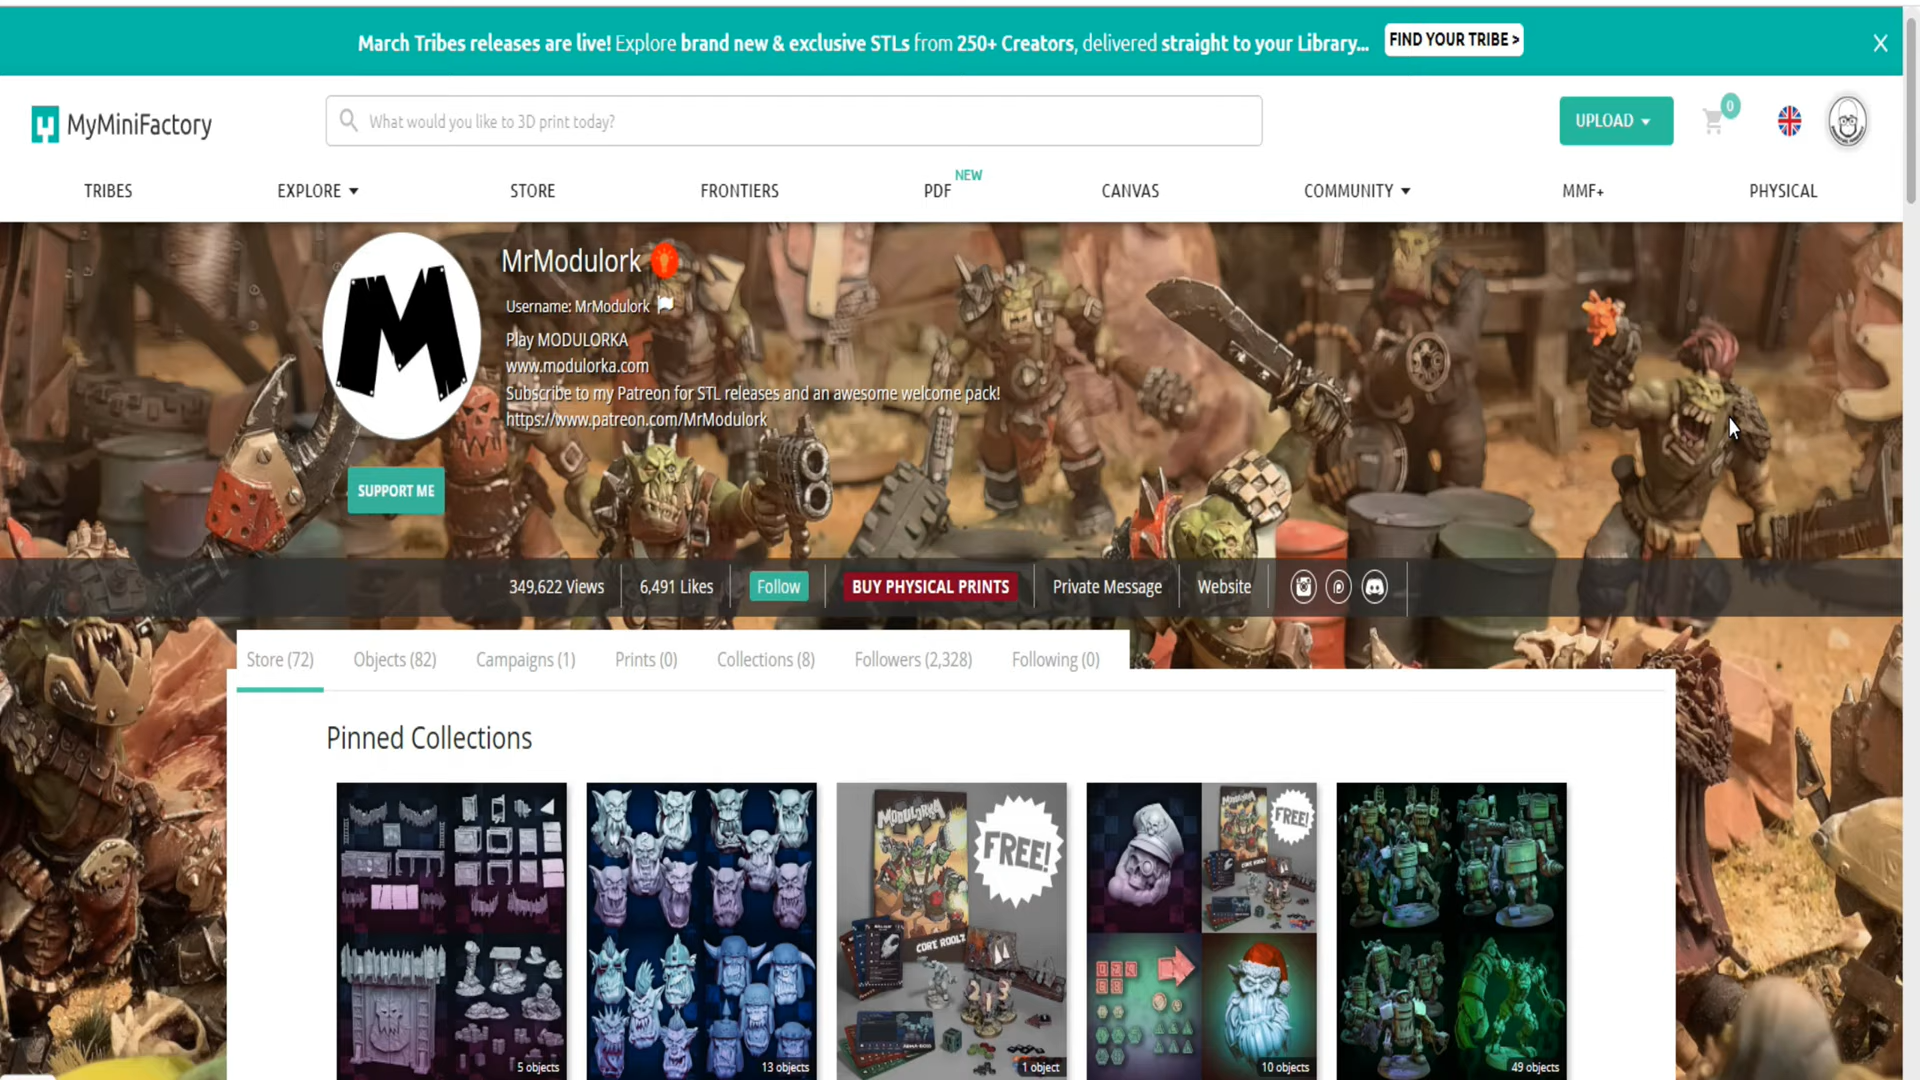 March Tribes releases are live! Explore brand new & exclusive STLs from 250+ Creators, delivered straight to your Library... FIND YOUR TRIBE > X
MyMiniFactory What would you like to 3D print today? UPLOAD 0
TRIBES EXPLORE STORE FRONTIERS PDF NEW CANVAS COMMUNITY MMF+ PHYSICAL
M
MrModulork
Username: MrModulork
Play MODULORKA
www.modulorka.com
Subscribe to my Patreon for STL releases and an awesome welcome pack!
https://www.patreon.com/MrModulork
SUPPORT ME
349,622 Views 6,491 Likes Follow BUY PHYSICAL PRINTS Private Message Website
Store (72) Objects (82) Campaigns (1) Prints (0) Collections (8) Followers (2,328) Following (0)
Pinned Collections
MODULORKA
FREE!
CORE ROOLZ
MODULORKA
FREE!
5 objects 13 objects 1 object 10 objects 49 objects